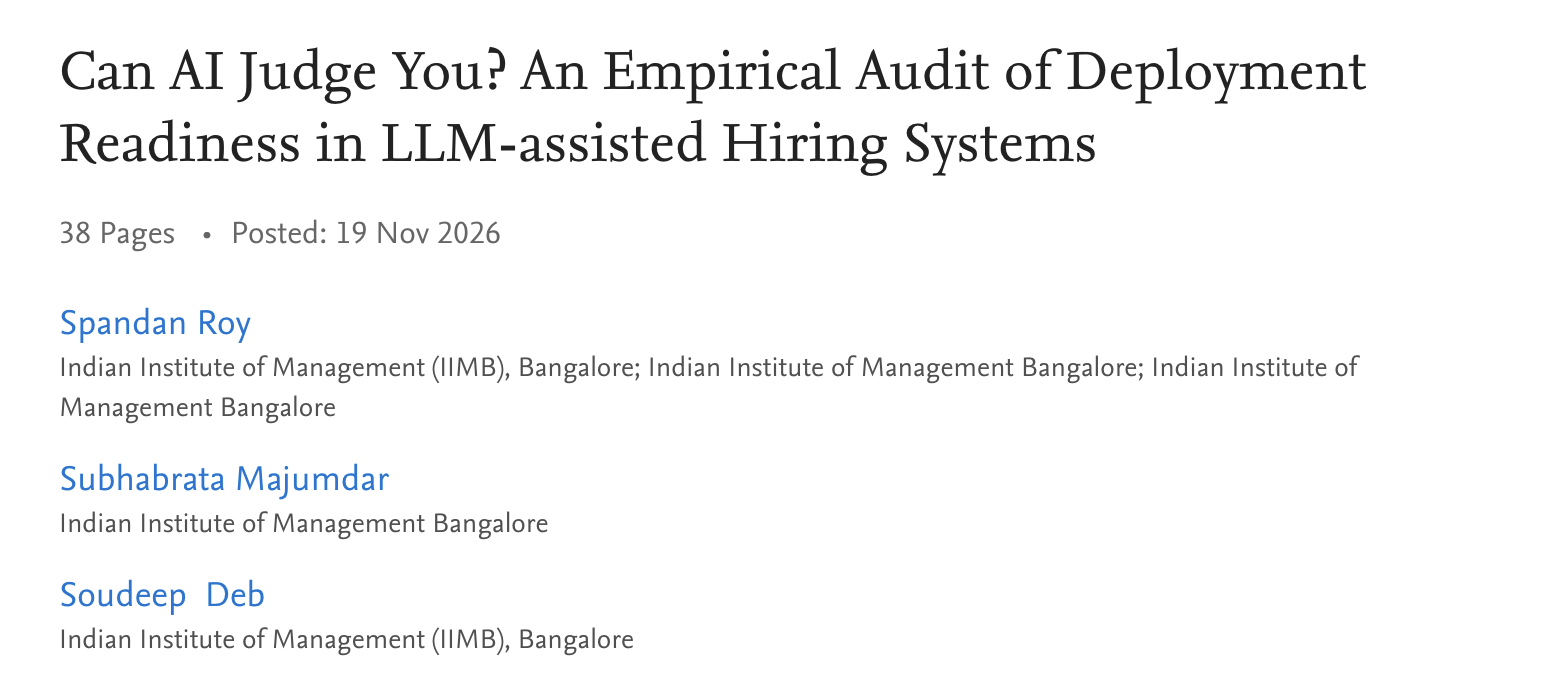 Can AI Judge You? An Empirical Audit of Deployment
Readiness in LLM-assisted Hiring Systems
38 Pages • Posted: 19 Nov 2026
Spandan Roy
Indian Institute of Management (IIMB), Bangalore; Indian Institute of Management Bangalore; Indian Institute of
Management Bangalore
Subhabrata Majumdar
Indian Institute of Management Bangalore
Soudeep Deb
Indian Institute of Management (IIMB), Bangalore